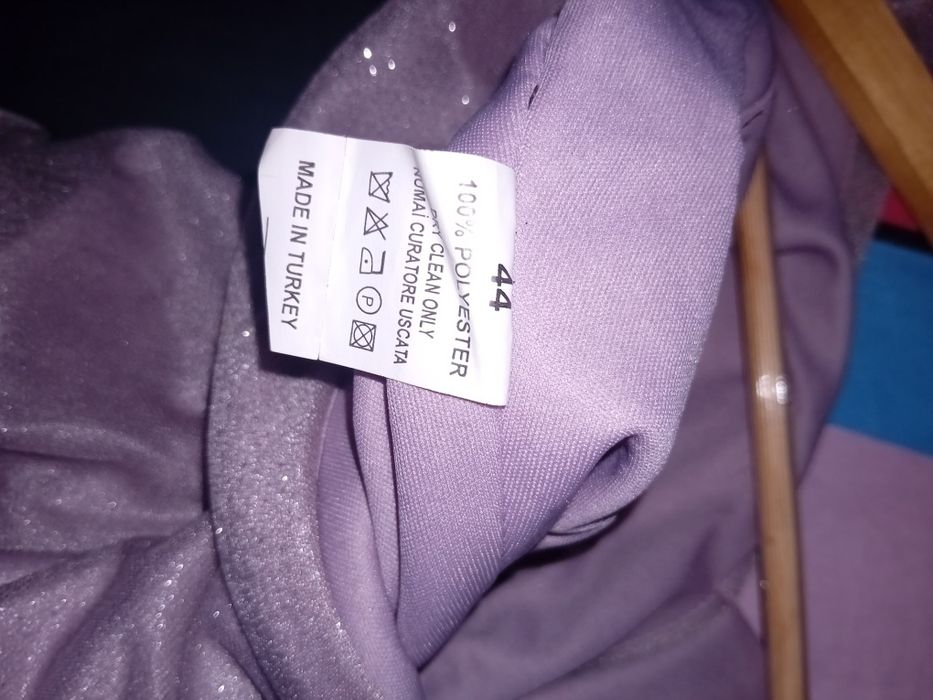 44
100% POLYESTER
DRY CLEAN ONLY
NUMAİ CURATORE USCATA
P
MADE IN TURKEY